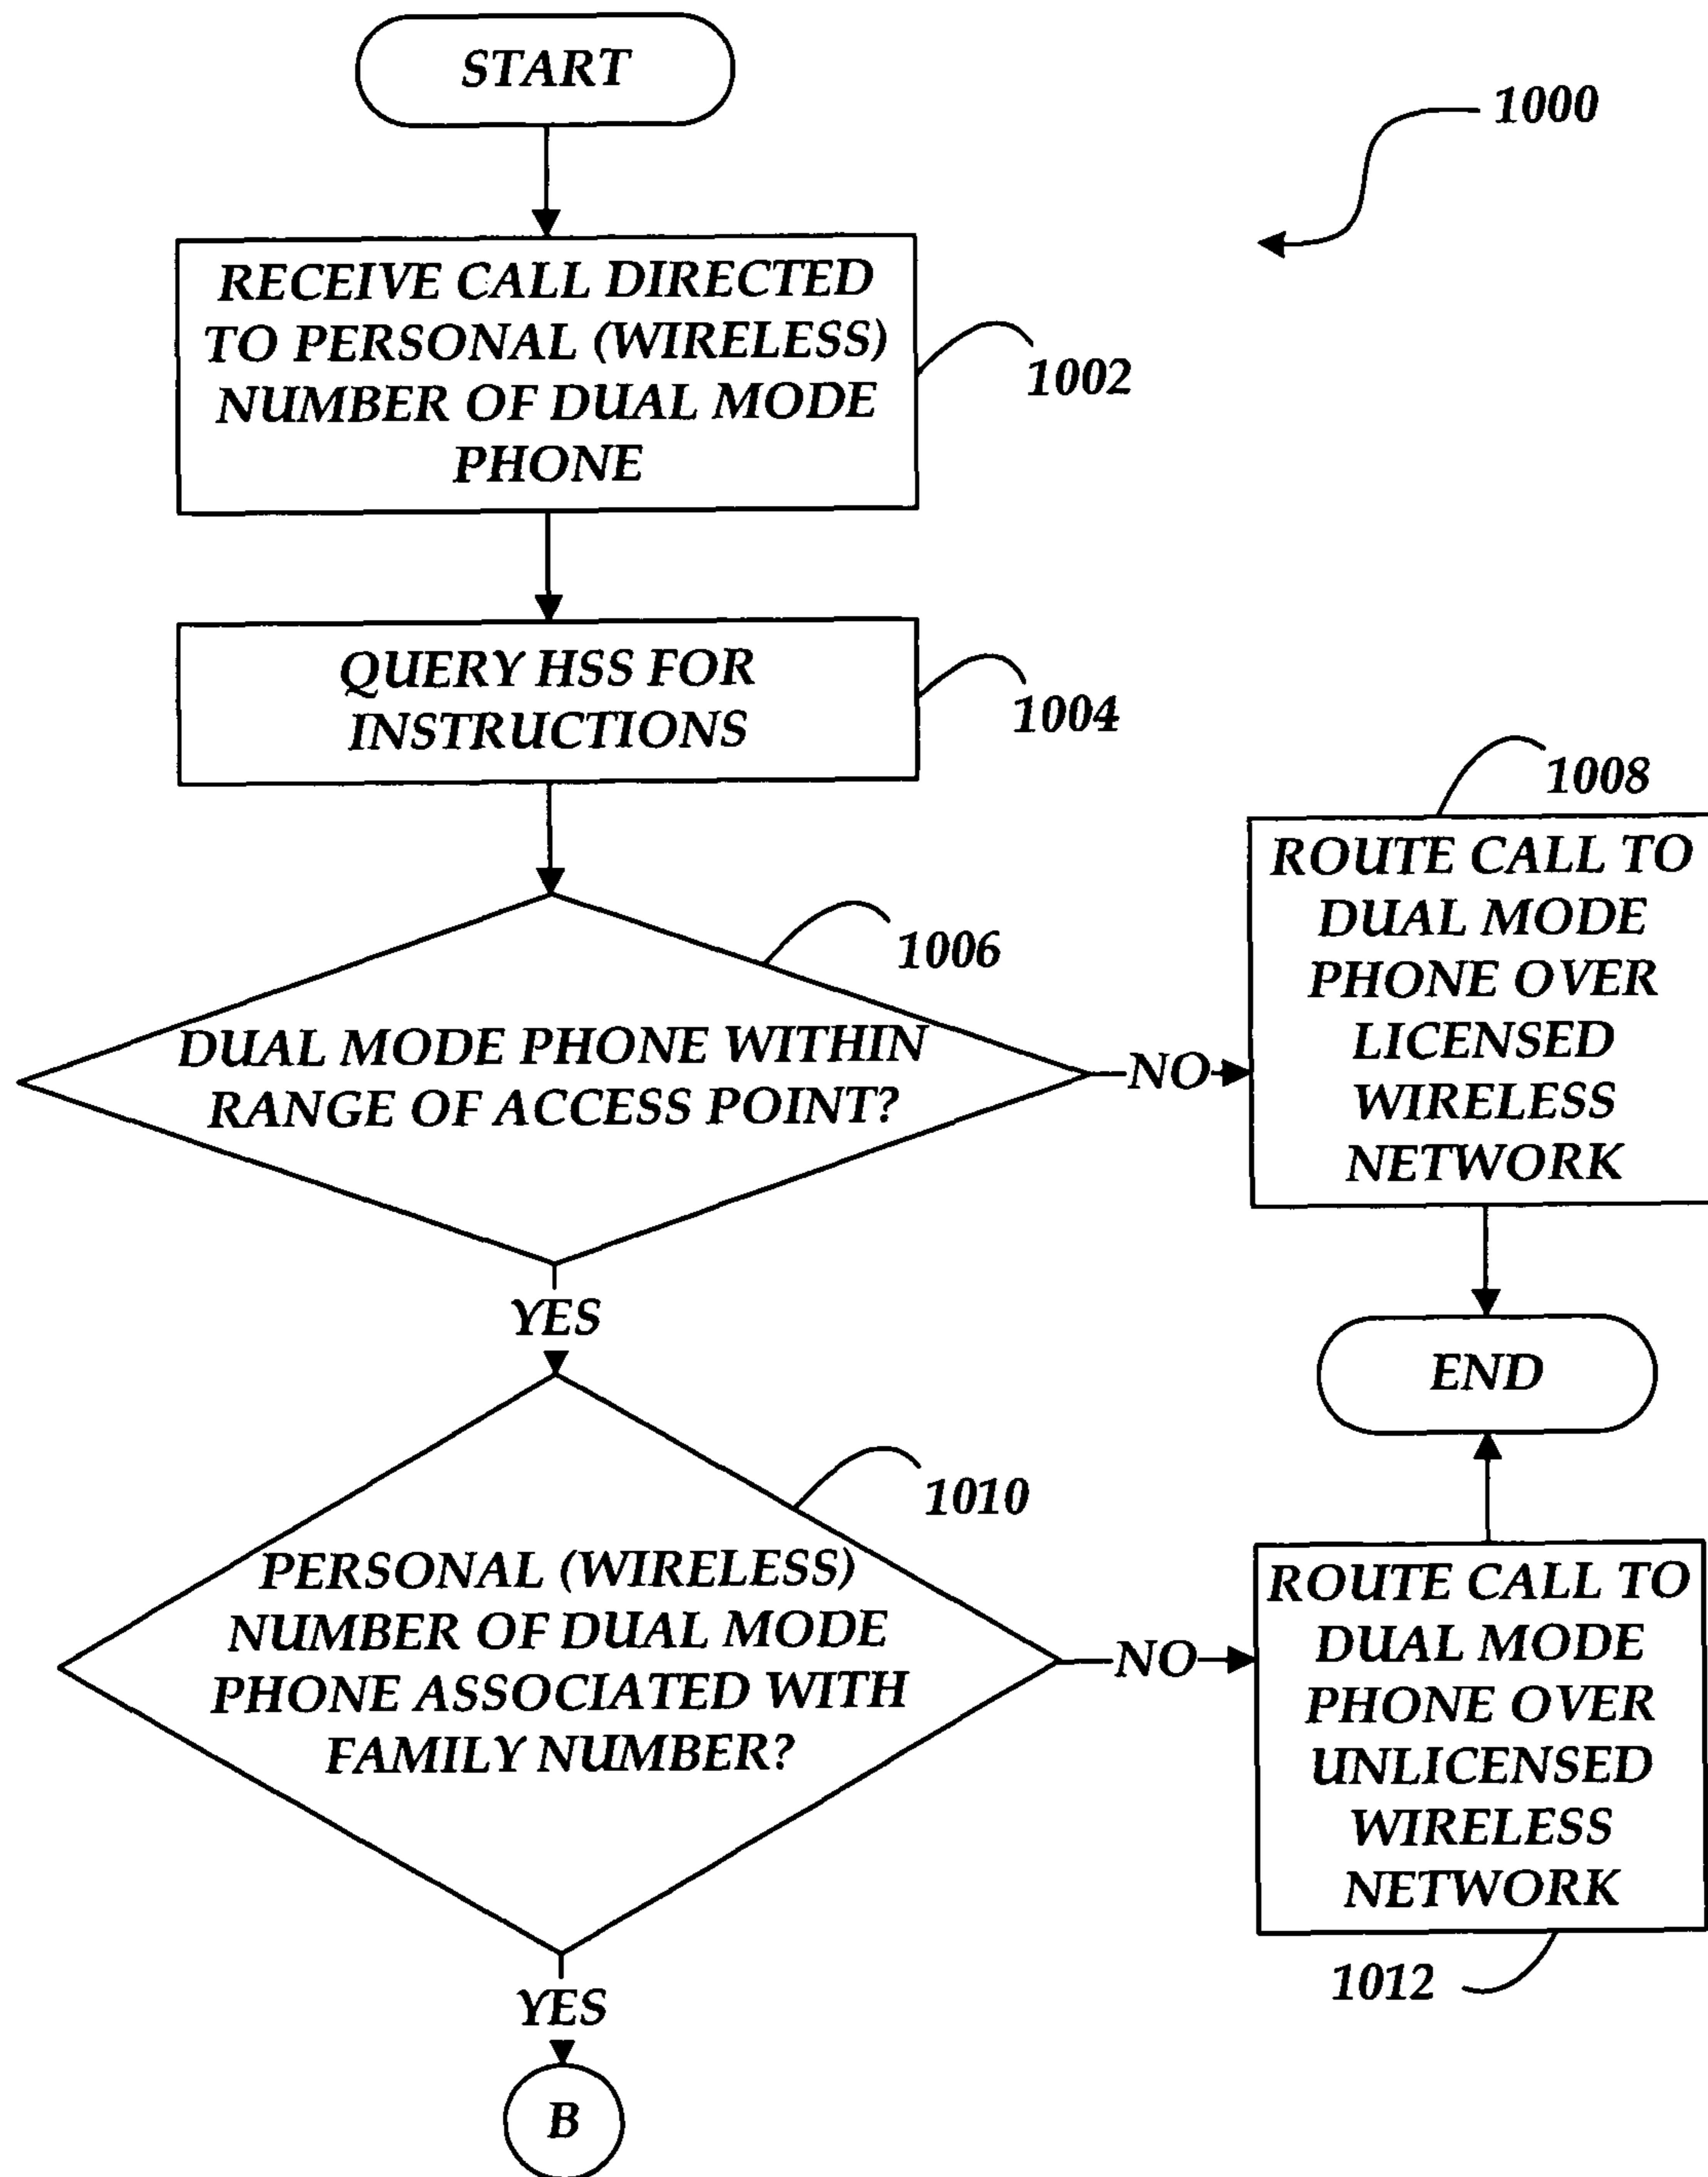 START
1000
RECEIVE CALL DIRECTED
TO PERSONAL (WIRELESS)
NUMBER OF DUAL MODE
PHONE
1002
QUERY HSS FOR
INSTRUCTIONS
1004
1006
DUAL MODE PHONE WITHIN
RANGE OF ACCESS POINT?
NO
1008
ROUTE CALL TO
DUAL MODE
PHONE OVER
LICENSED
WIRELESS
NETWORK
YES
END
1010
PERSONAL (WIRELESS)
NUMBER OF DUAL MODE
PHONE ASSOCIATED WITH
FAMILY NUMBER?
NO
ROUTE CALL TO
DUAL MODE
PHONE OVER
UNLICENSED
WIRELESS
NETWORK
1012
YES
B